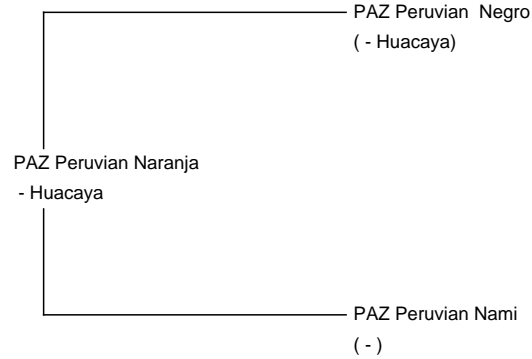 PAZ Peruvian  Negro
( - Huacaya)
PAZ Peruvian Naranja
- Huacaya
PAZ Peruvian Nami
( - )